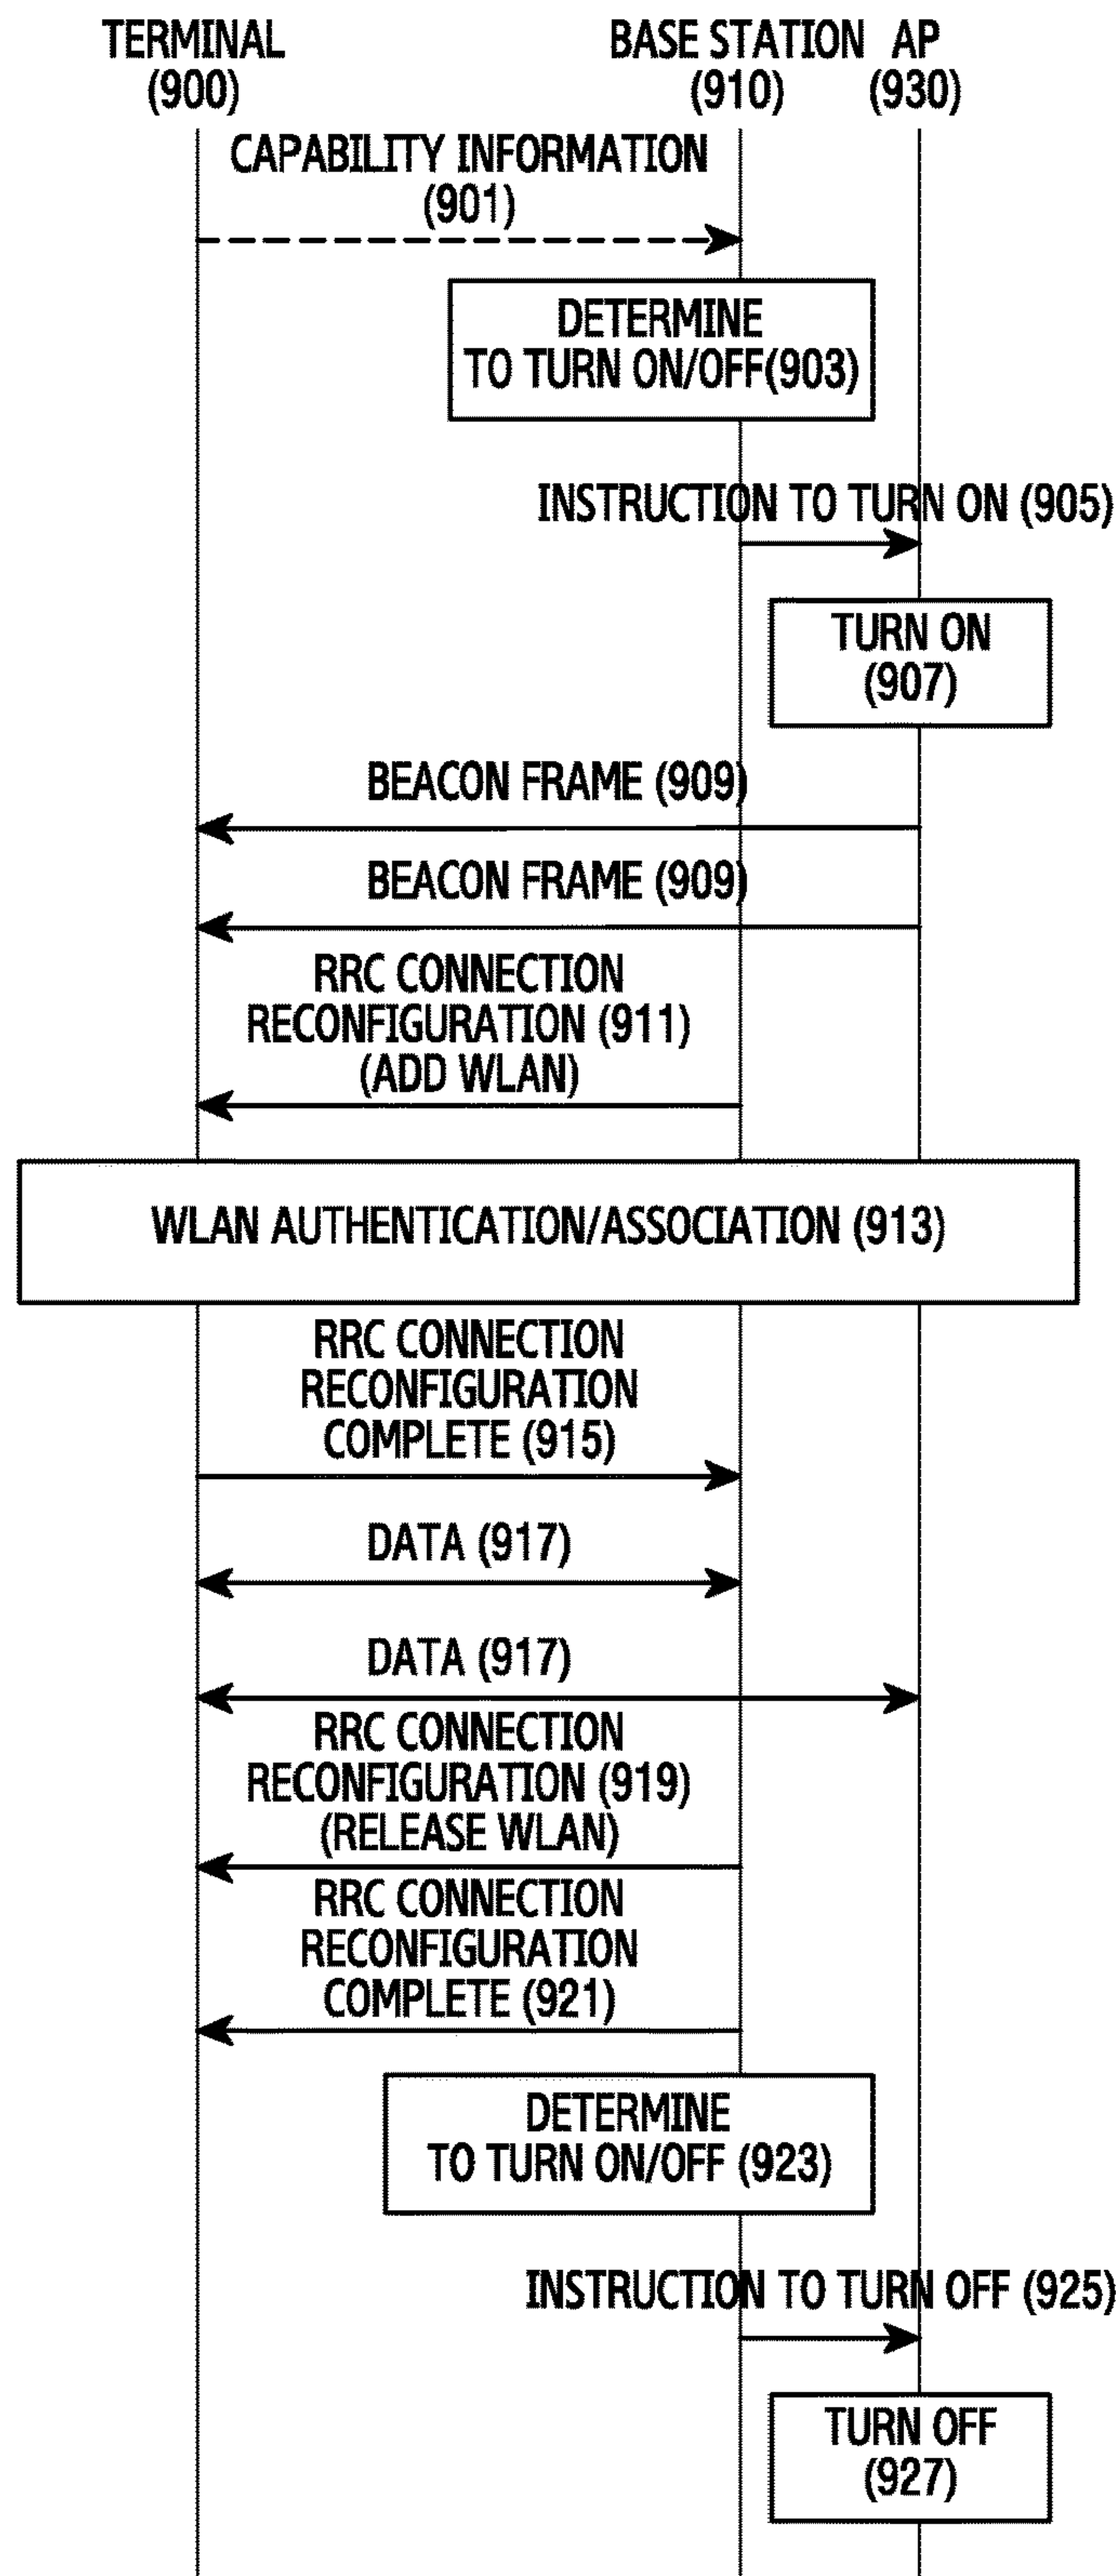 TERMINAL BASE STATION AP
(900) (910) (930)
CAPABILITY INFORMATION
(901)
DETERMINE
TO TURN ON/OFF(903)
INSTRUCTION TO TURN ON (905)
TURN ON
(907)
BEACON FRAME (909)
BEACON FRAME (909)
RRC CONNECTION
RECONFIGURATION (911)
(ADD WLAN)
WLAN AUTHENTICATION/ASSOCIATION (913)
RRC CONNECTION
RECONFIGURATION
COMPLETE (915)
DATA (917)
DATA (917)
RRC CONNECTION
RECONFIGURATION (919)
(RELEASE WLAN)
RRC CONNECTION
RECONFIGURATION
COMPLETE (921)
DETERMINE
TO TURN ON/OFF (923)
INSTRUCTION TO TURN OFF (925)
TURN OFF
(927)